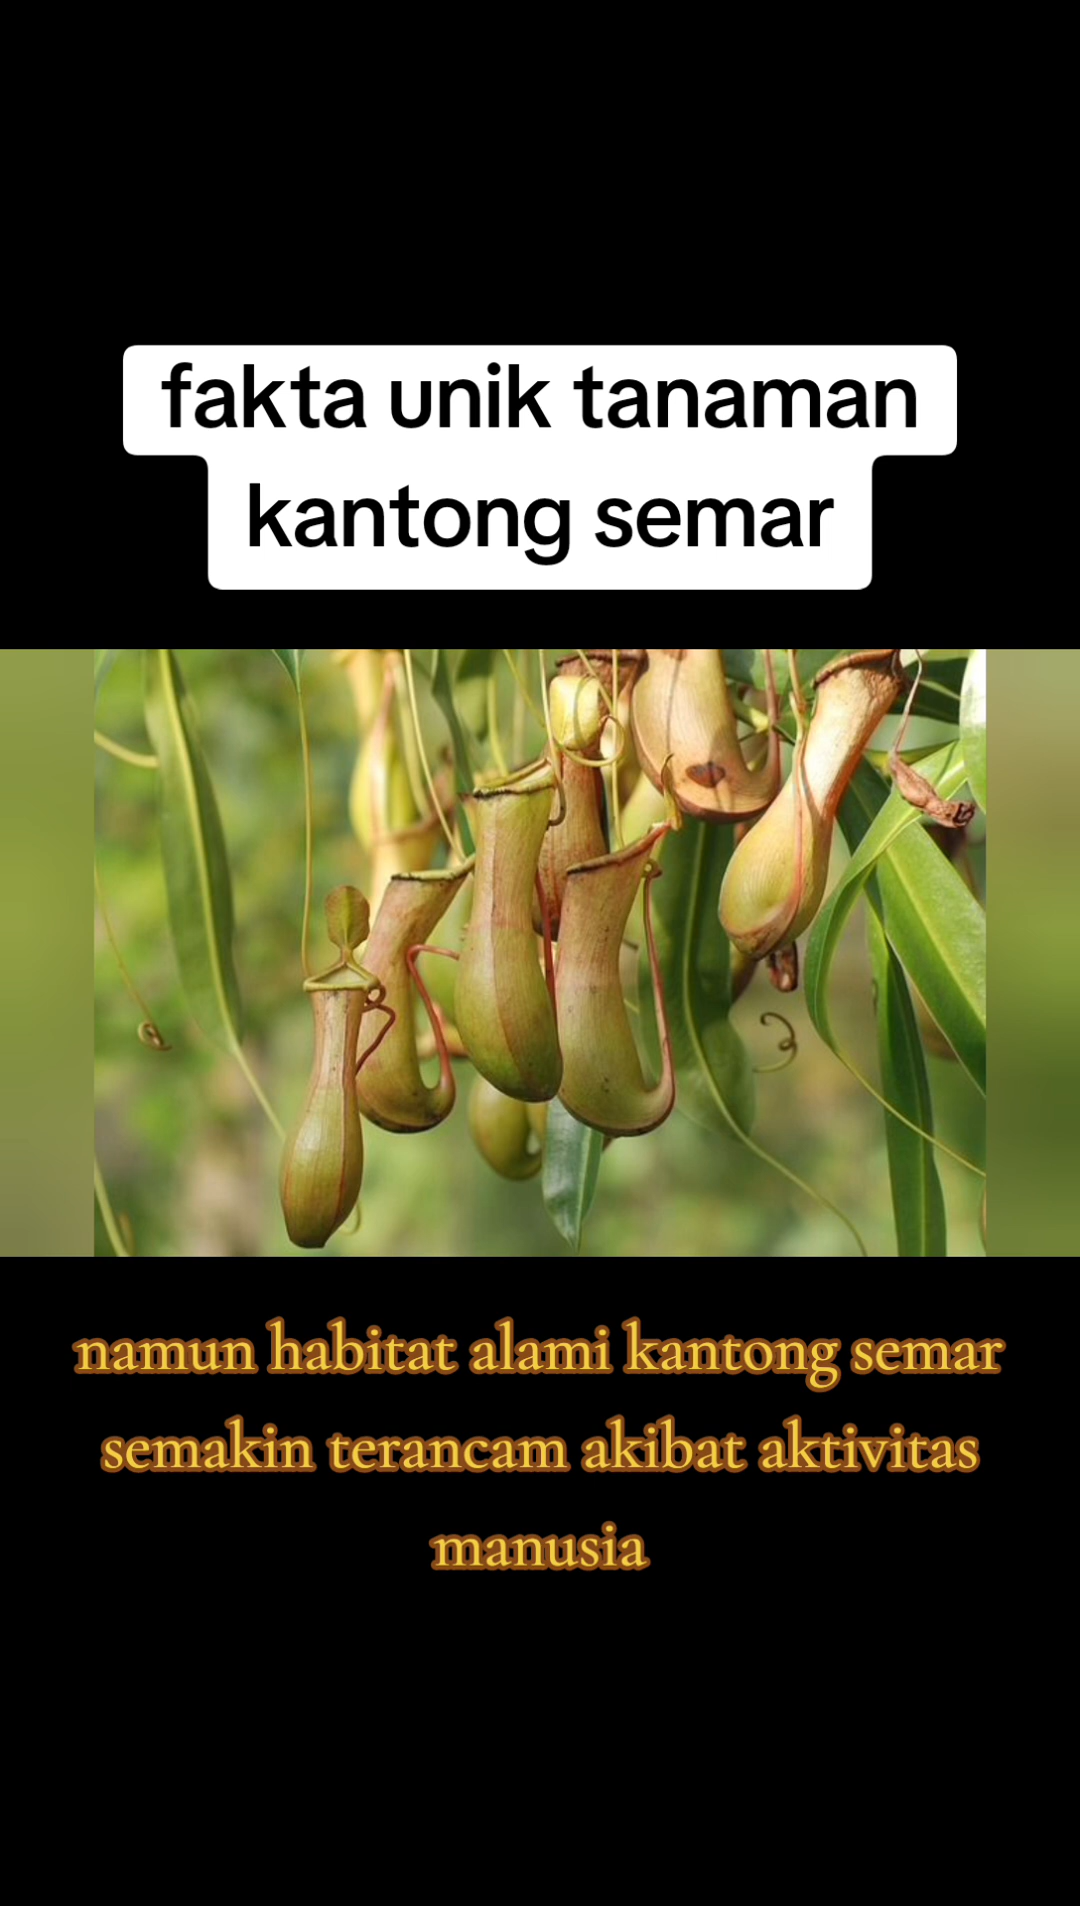 fakta unik tanaman
kantong semar
namun habitat alami kantong semar
semakin terancam akibat aktivitas
manusia